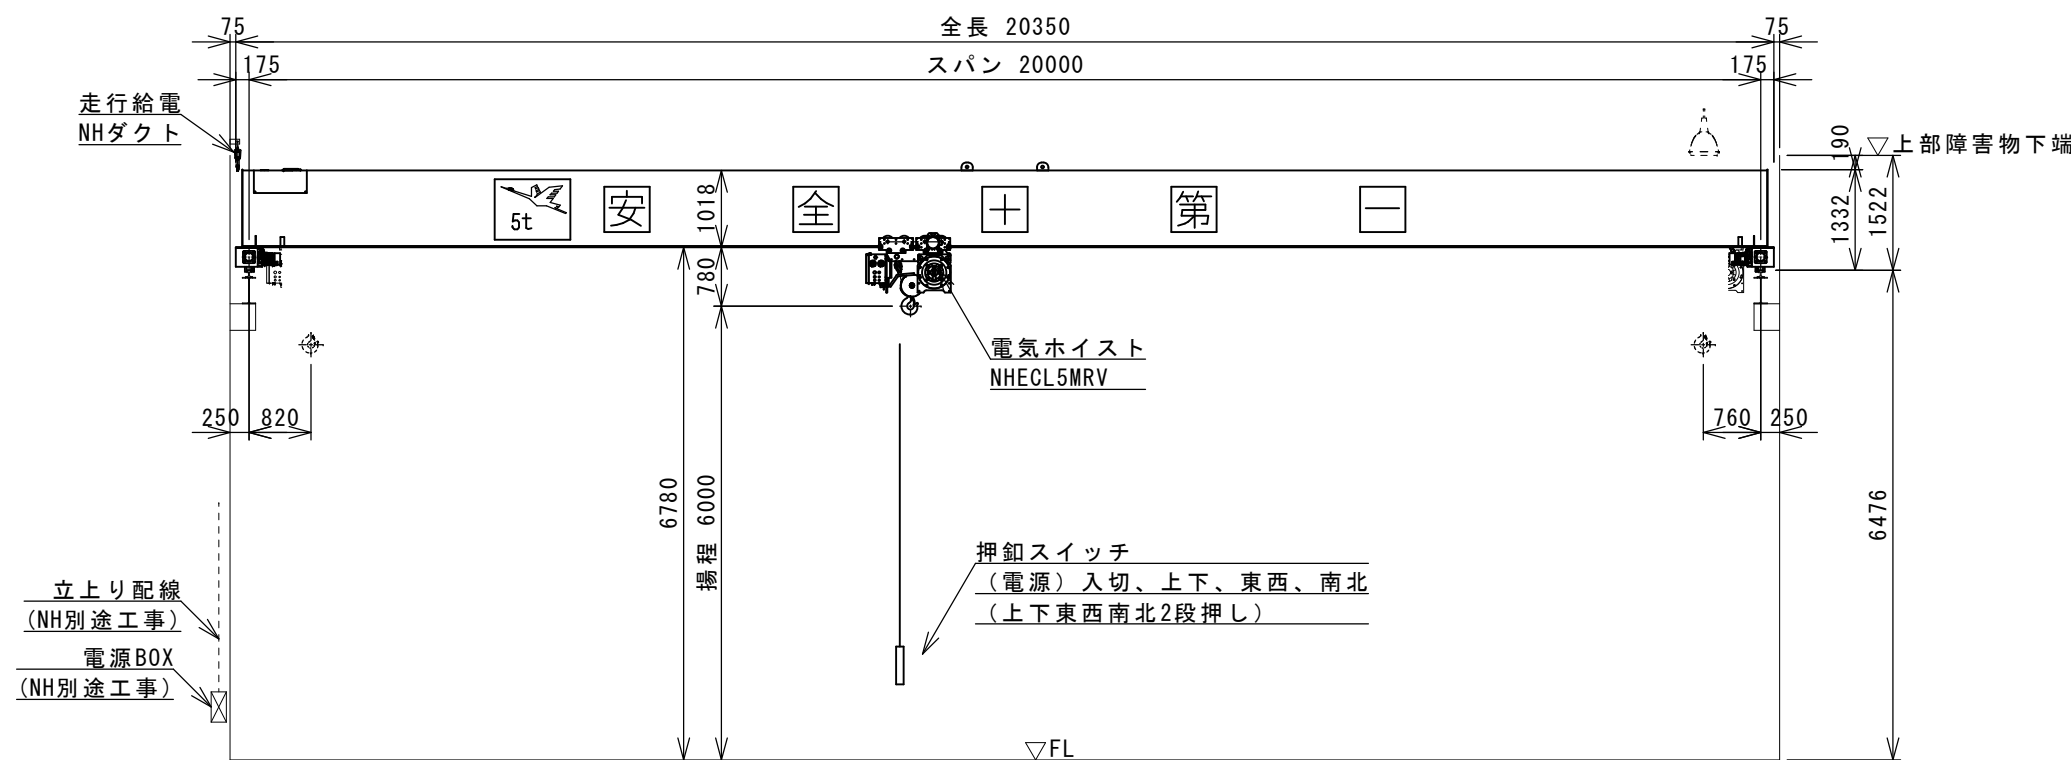 75
全長 20350
75
175
スパン 20000
175
走行給電
NHダクト
190
上部障害物下端
5t
安全十第一
1018
1332
1522
780
電気ホイスト
NHECL5MRV
250
820
760
250
6780
揚程 6000
6476
押釦スイッチ
(電源)入切、上下、東西、南北
(上下東西南北2段押し)
立上り配線
(NH別途工事)
電源BOX
(NH別途工事)
FL